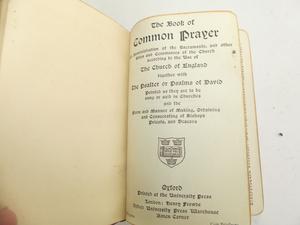 The Book of
Common Prayer
Administration of the Sacraments, and other
Rites and Ceremonies of the Church
According to the Use of
The Church of England
Together with
The Psalter or Psalms of David
Pointed as they are to be
sung or said in Churches
and the
Form and Manner of Making, Ordaining
and Consecrating of Bishops
Priests, and Deacons
Oxford
Printed at the University Press
London: Henry Frowde
Oxford University Press Warehouse
Amen Corner